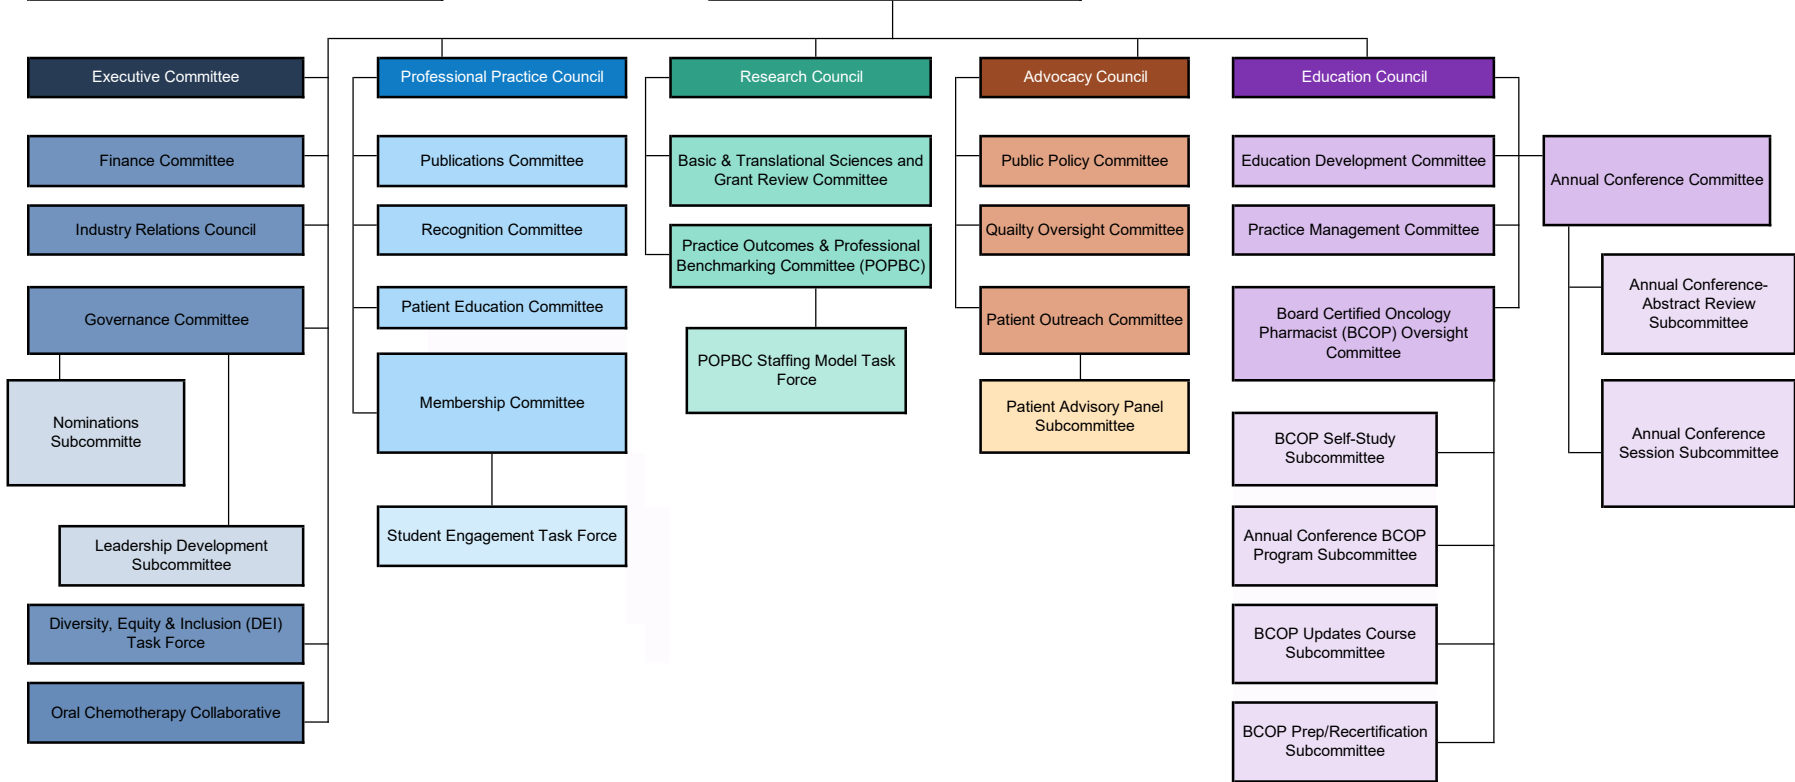 Executive Committee
Professional Practice Council
Research Council
Advocacy Council
Education Council
Finance Committee
Industry Relations Council
Governance Committee
Nominations
Subcommitte
Leadership Development
Subcommittee
Diversity, Equity & Inclusion (DEI)
Task Force
Oral Chemotherapy Collaborative
Publications Committee
Recognition Committee
Patient Education Committee
Membership Committee
Student Engagement Task Force
Basic & Translational Sciences and
Grant Review Committee
Practice Outcomes & Professional
Benchmarking Committee (POPBC)
POPBC Staffing Model Task
Force
Public Policy Committee
Quailty Oversight Committee
Patient Outreach Committee
Patient Advisory Panel
Subcommittee
Education Development Committee
Practice Management Committee
Board Certified Oncology
Pharmacist (BCOP) Oversight
Committee
BCOP Self-Study
Subcommittee
Annual Conference BCOP
Program Subcommittee
BCOP Updates Course
Subcommittee
BCOP Prep/Recertification
Subcommittee
Annual Conference Committee
Annual Conference-
Abstract Review
Subcommittee
Annual Conference
Session Subcommittee